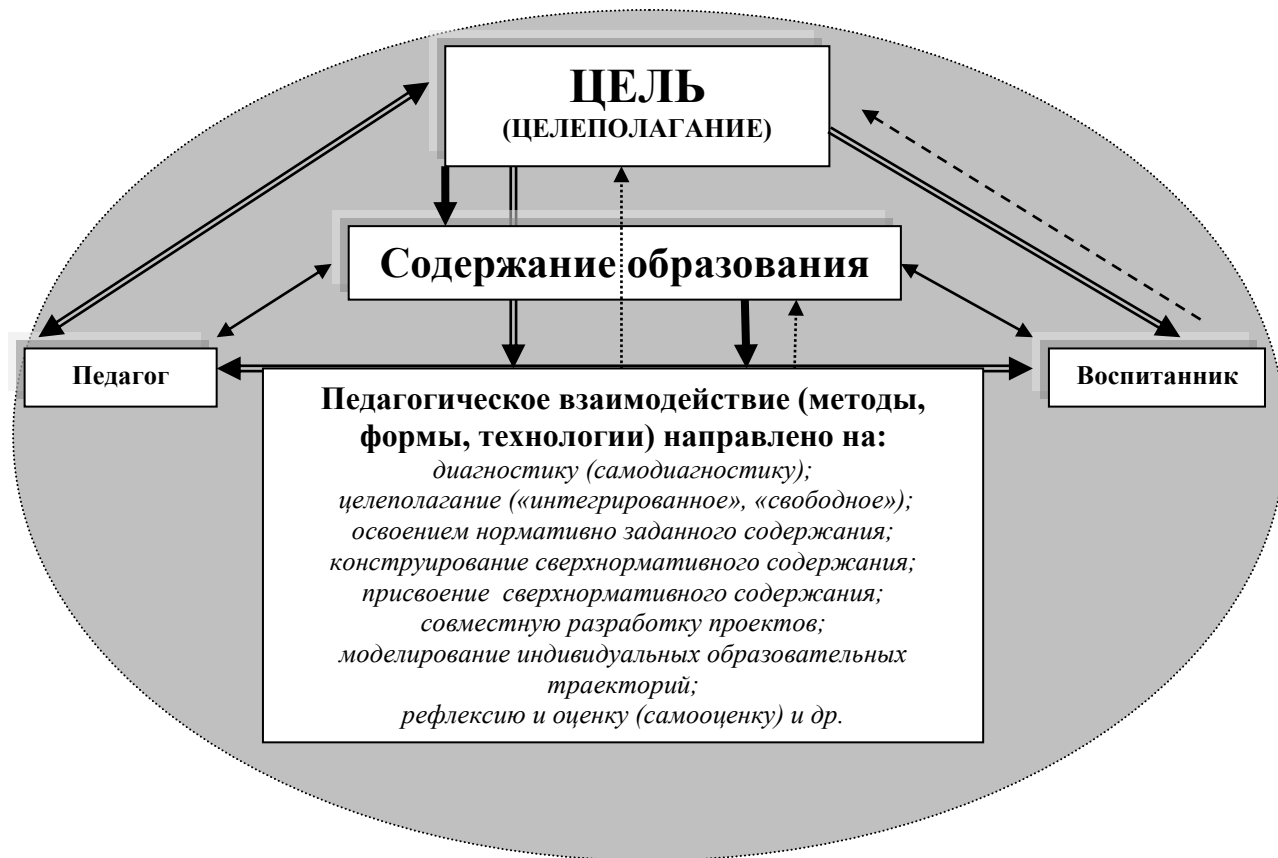 ЦЕЛЬ
(ЦЕЛЕПОЛАГАНИЕ)
Содержание образования
Педагог
Воспитанник
Педагогическое взаимодействие (методы,
формы, технологии) направлено на:
диагностику (самодиагностику);
целеполагание («интегрированное», «свободное»);
освоением нормативно заданного содержания;
конструирование сверхнормативного содержания;
присвоение  сверхнормативного содержания;
совместную разработку проектов;
моделирование индивидуальных образовательных
траекторий;
рефлексию и оценку (самооценку) и др.